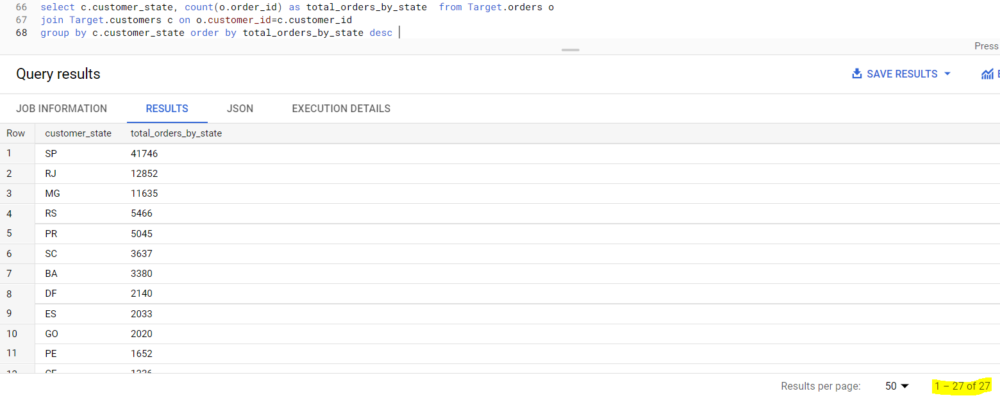 66 select c.customer_state, count(o.order_id) as total_orders_by_state  from Target.orders o
67 join Target.customers c on o.customer_id=c.customer_id
68 group by c.customer_state order by total_orders_by_state desc
Press
Query results SAVE RESULTS
JOB INFORMATION RESULTS JSON EXECUTION DETAILS
Row customer_state total_orders_by_state
1 SP 41746
2 RJ 12852
3 MG 11635
4 RS 5466
5 PR 5045
6 SC 3637
7 BA 3380
8 DF 2140
9 ES 2033
10 GO 2020
11 PE 1652
Results per page: 50 1 – 27 of 27